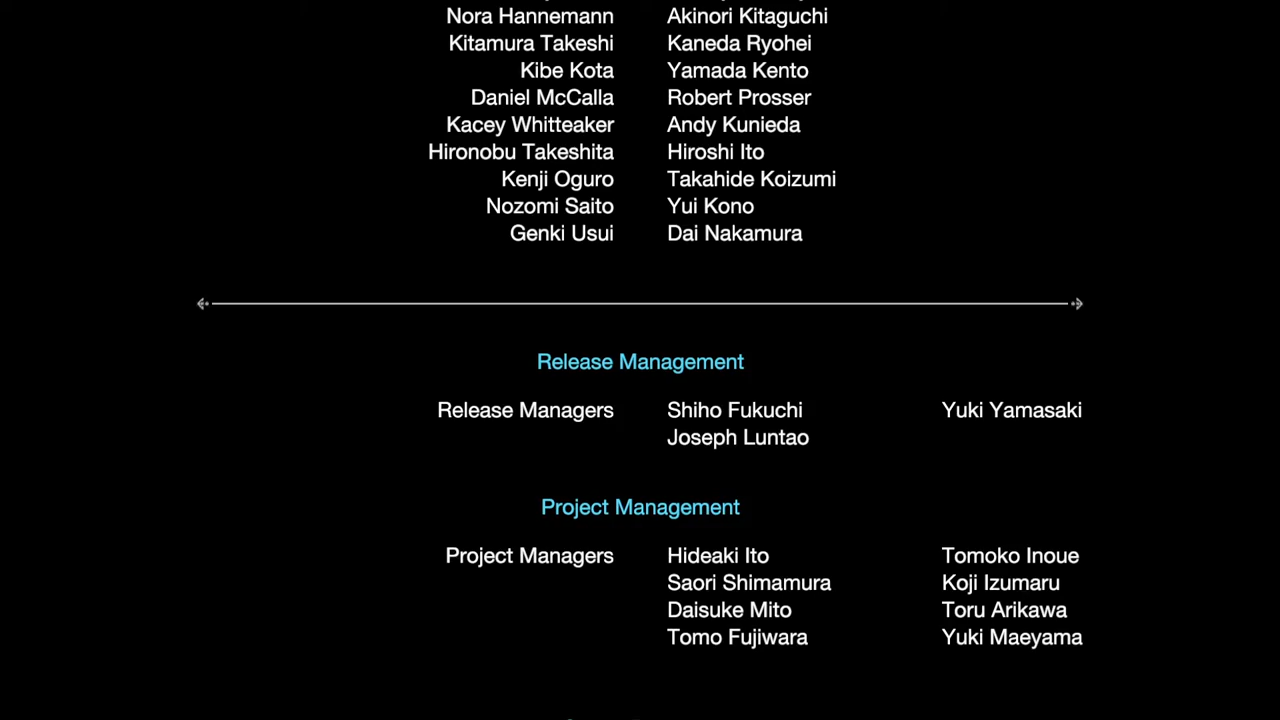 Nora Hannemann Akinori Kitaguchi
Kitamura Takeshi Kaneda Ryohei
Kibe Kota Yamada Kento
Daniel McCalla Robert Prosser
Kacey Whitteaker Andy Kunieda
Hironobu Takeshita Hiroshi Ito
Kenji Oguro Takahide Koizumi
Nozomi Saito Yui Kono
Genki Usui Dai Nakamura
Release Management
Release Managers Shiho Fukuchi Yuki Yamasaki
Joseph Luntao
Project Management
Project Managers Hideaki Ito Tomoko Inoue
Saori Shimamura Koji Izumaru
Daisuke Mito Toru Arikawa
Tomo Fujiwara Yuki Maeyama